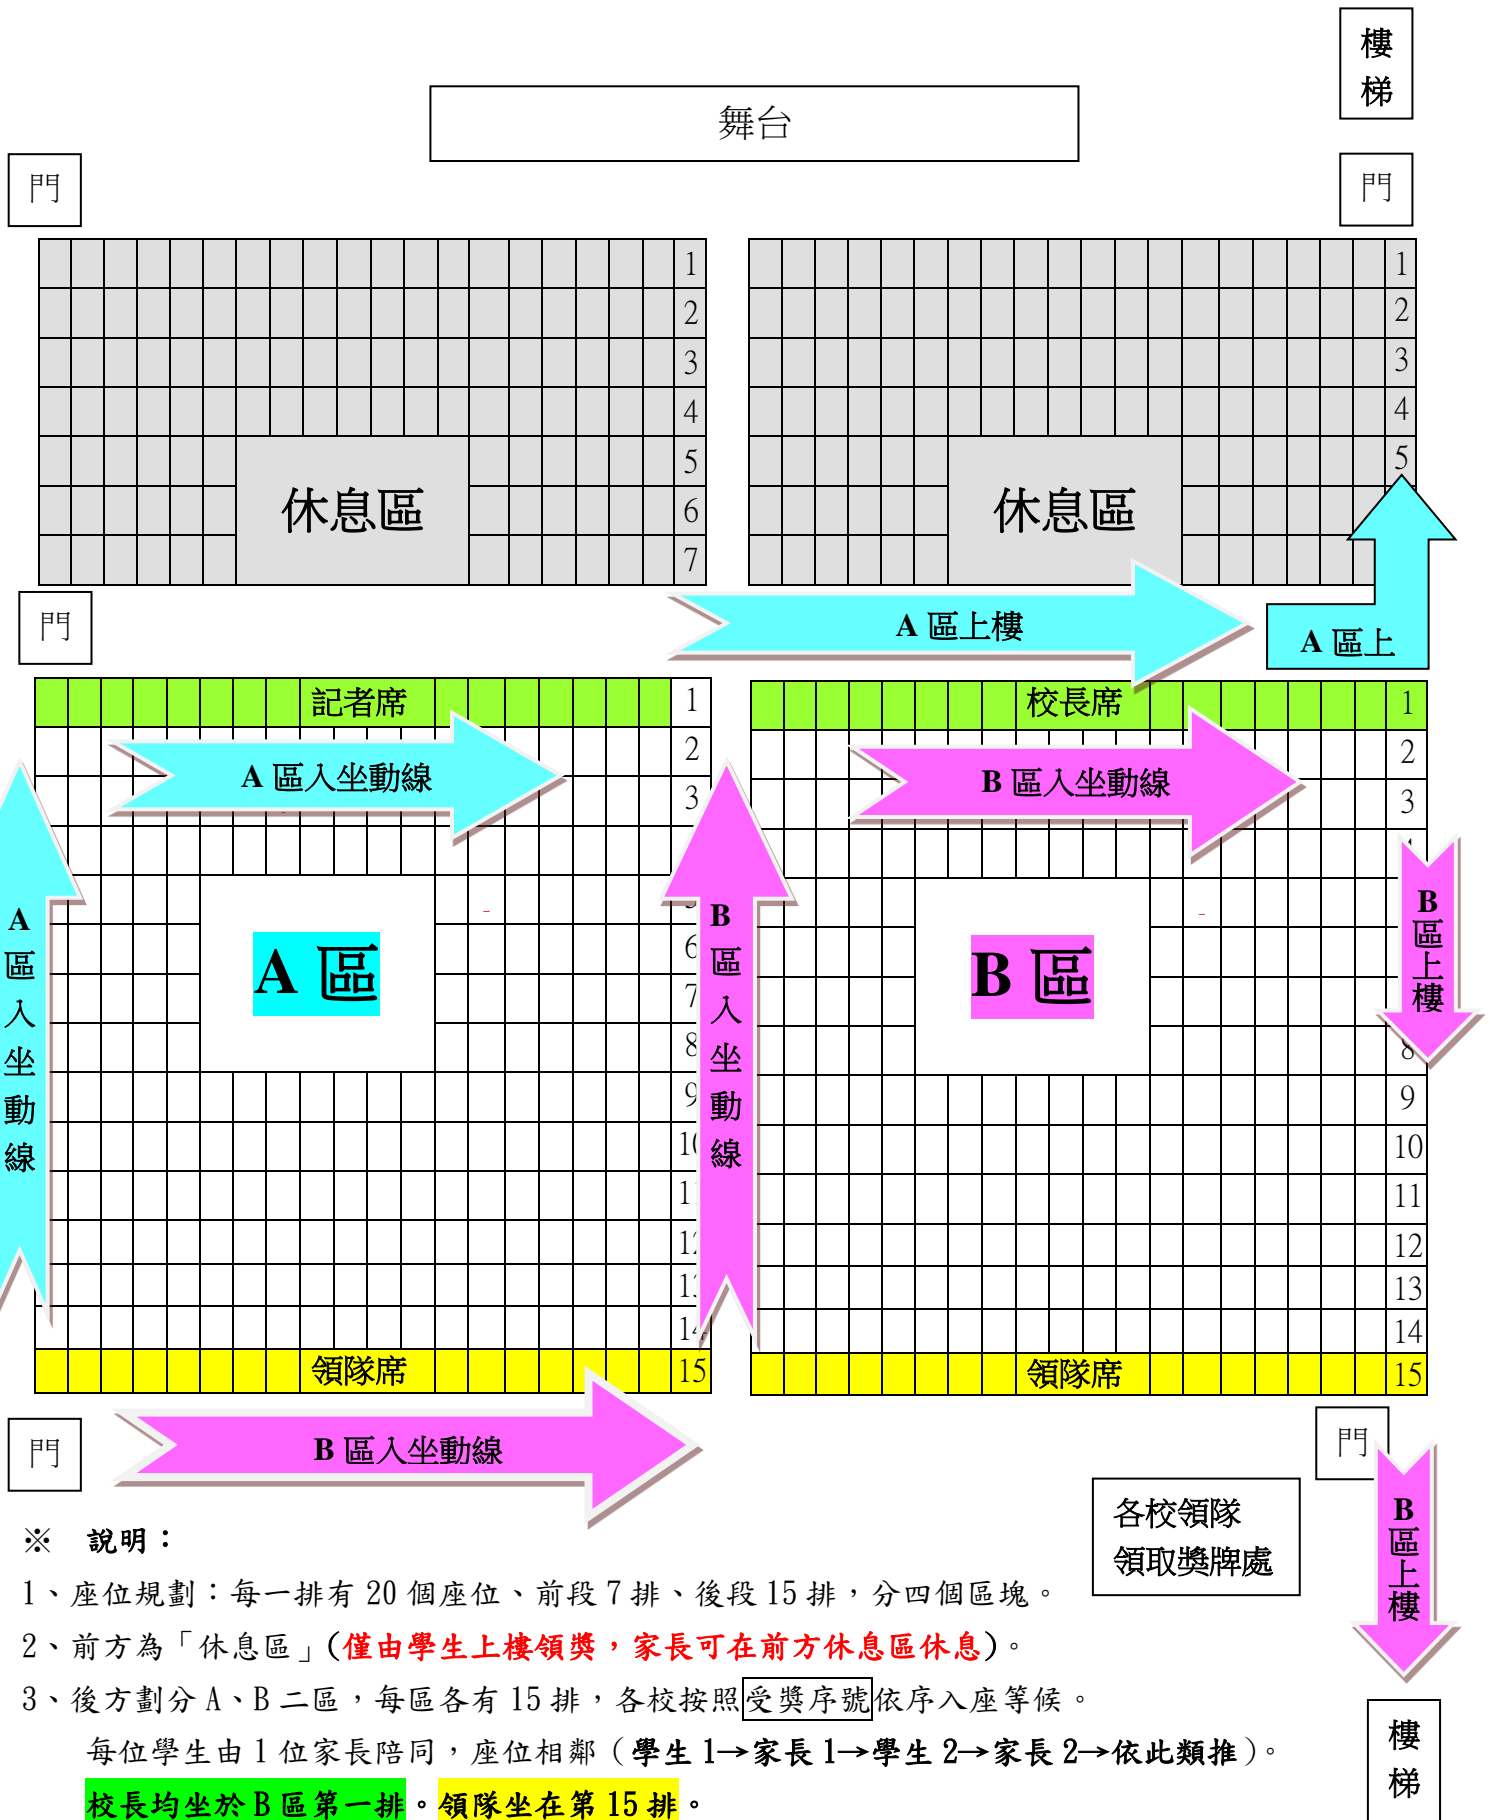 樓
梯
舞台
門
門
1
1
2
2
3
3
4
4
5
5
休息區
休息區
6
7
門
A 區上樓
A 區上
記者席
1
校長席
1
2
2
A 區入坐動線
B 區入坐動線
3
3
A
區
入
坐
動
線
B
區
入
坐
動
線
B
區
上
樓
A 區
B 區
6
7
8
8
9
9
10
10
11
11
12
12
13
13
14
14
領隊席
15
領隊席
15
門
B 區入坐動線
門
各校領隊
領取獎牌處
B
區
上
樓
※ 說明：
1、座位規劃：每一排有 20 個座位、前段 7 排、後段 15 排，分四個區塊。
2、前方為「休息區」(僅由學生上樓領獎，家長可在前方休息區休息)。
3、後方劃分 A、B 二區，每區各有 15 排，各校按照受獎序號依序入座等候。
每位學生由 1 位家長陪同，座位相鄰（學生 1→家長 1→學生 2→家長 2→依此類推）。
校長均坐於 B 區第一排。領隊坐在第 15 排。
樓
梯